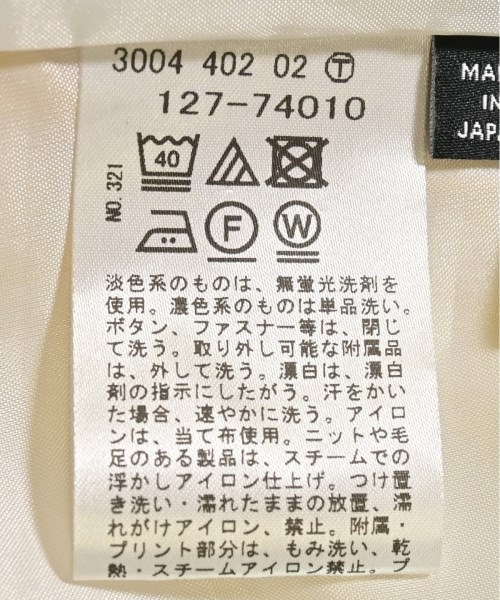 3004 402 02 Ⓣ
127-74010
NO.321
40
F
W
淡色系のものは、無蛍光洗剤を
使用。濃色系のものは単品洗い。
ボタン、ファスナー等は、閉じ
て洗う。取り外し可能な附属品
は、外して洗う。漂白は、漂白
剤の指示にしたがう。汗をかい
た場合、速やかに洗う。アイロ
ンは、当て布使用。ニットや毛
足のある製品は、スチームでの
浮かしアイロン仕上げ。つけ置
き洗い・濡れたままの放置、濡
れがけアイロン、禁止。附属・
プリント部分は、もみ洗い、乾
熱・スチームアイロン禁止。プ
MA
IN
JAPA